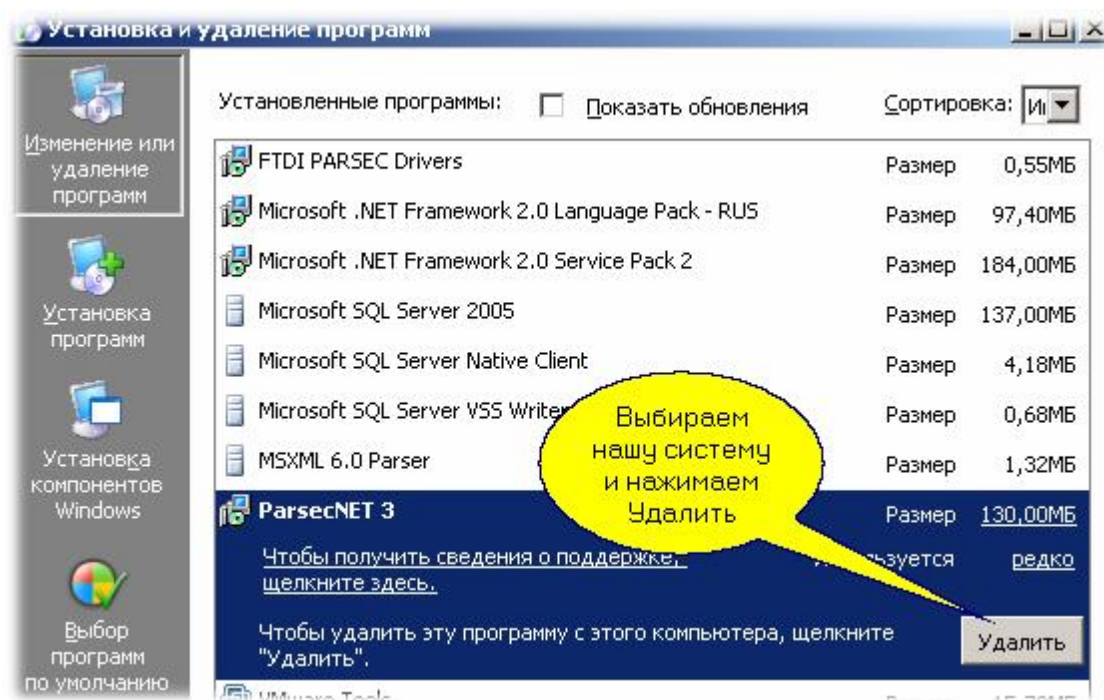 Установка и удаление программ
Изменение или
удаление
программ
Установка
программ
Установка
компонентов
Windows
Выбор
программ
по умолчанию
Установленные программы: Показать обновления Сортировка: И
FTDI PARSEC Drivers Размер 0,55МБ
Microsoft .NET Framework 2.0 Language Pack - RUS Размер 97,40МБ
Microsoft .NET Framework 2.0 Service Pack 2 Размер 184,00МБ
Microsoft SQL Server 2005 Размер 137,00МБ
Microsoft SQL Server Native Client Размер 4,18МБ
Microsoft SQL Server VSS Writer Размер 0,68МБ
MSXML 6.0 Parser Размер 1,32МБ
Выбираем
нашу систему
и нажимаем
Удалить
ParsecNET 3 Размер 130,00МБ
Чтобы получить сведения о поддержке, редко
щелкните здесь.
Чтобы удалить эту программу с этого компьютера, щелкните
"Удалить".
Удалить
VMware Tools